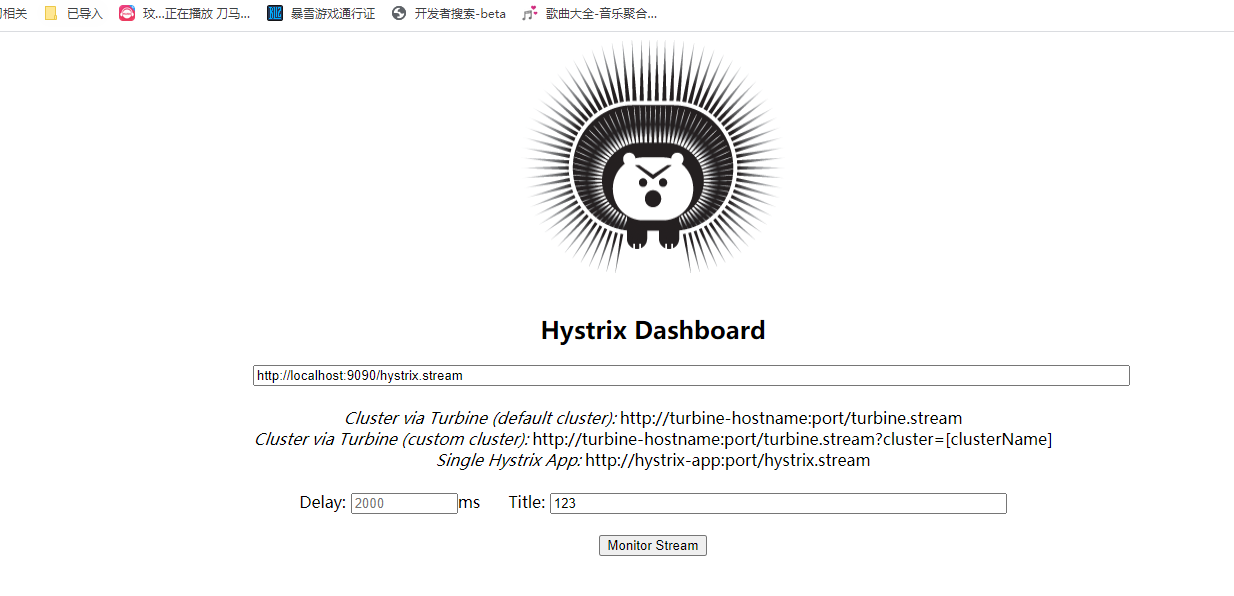 相关 已导入 玟...正在播放 刀马... 暴雪游戏通行证 开发者搜索-beta 歌曲大全-音乐聚合...
Hystrix Dashboard
http://localhost:9090/hystrix.stream
Cluster via Turbine (default cluster): http://turbine-hostname:port/turbine.stream
Cluster via Turbine (custom cluster): http://turbine-hostname:port/turbine.stream?cluster=[clusterName]
Single Hystrix App: http://hystrix-app:port/hystrix.stream
Delay: 2000 ms Title: 123
Monitor Stream